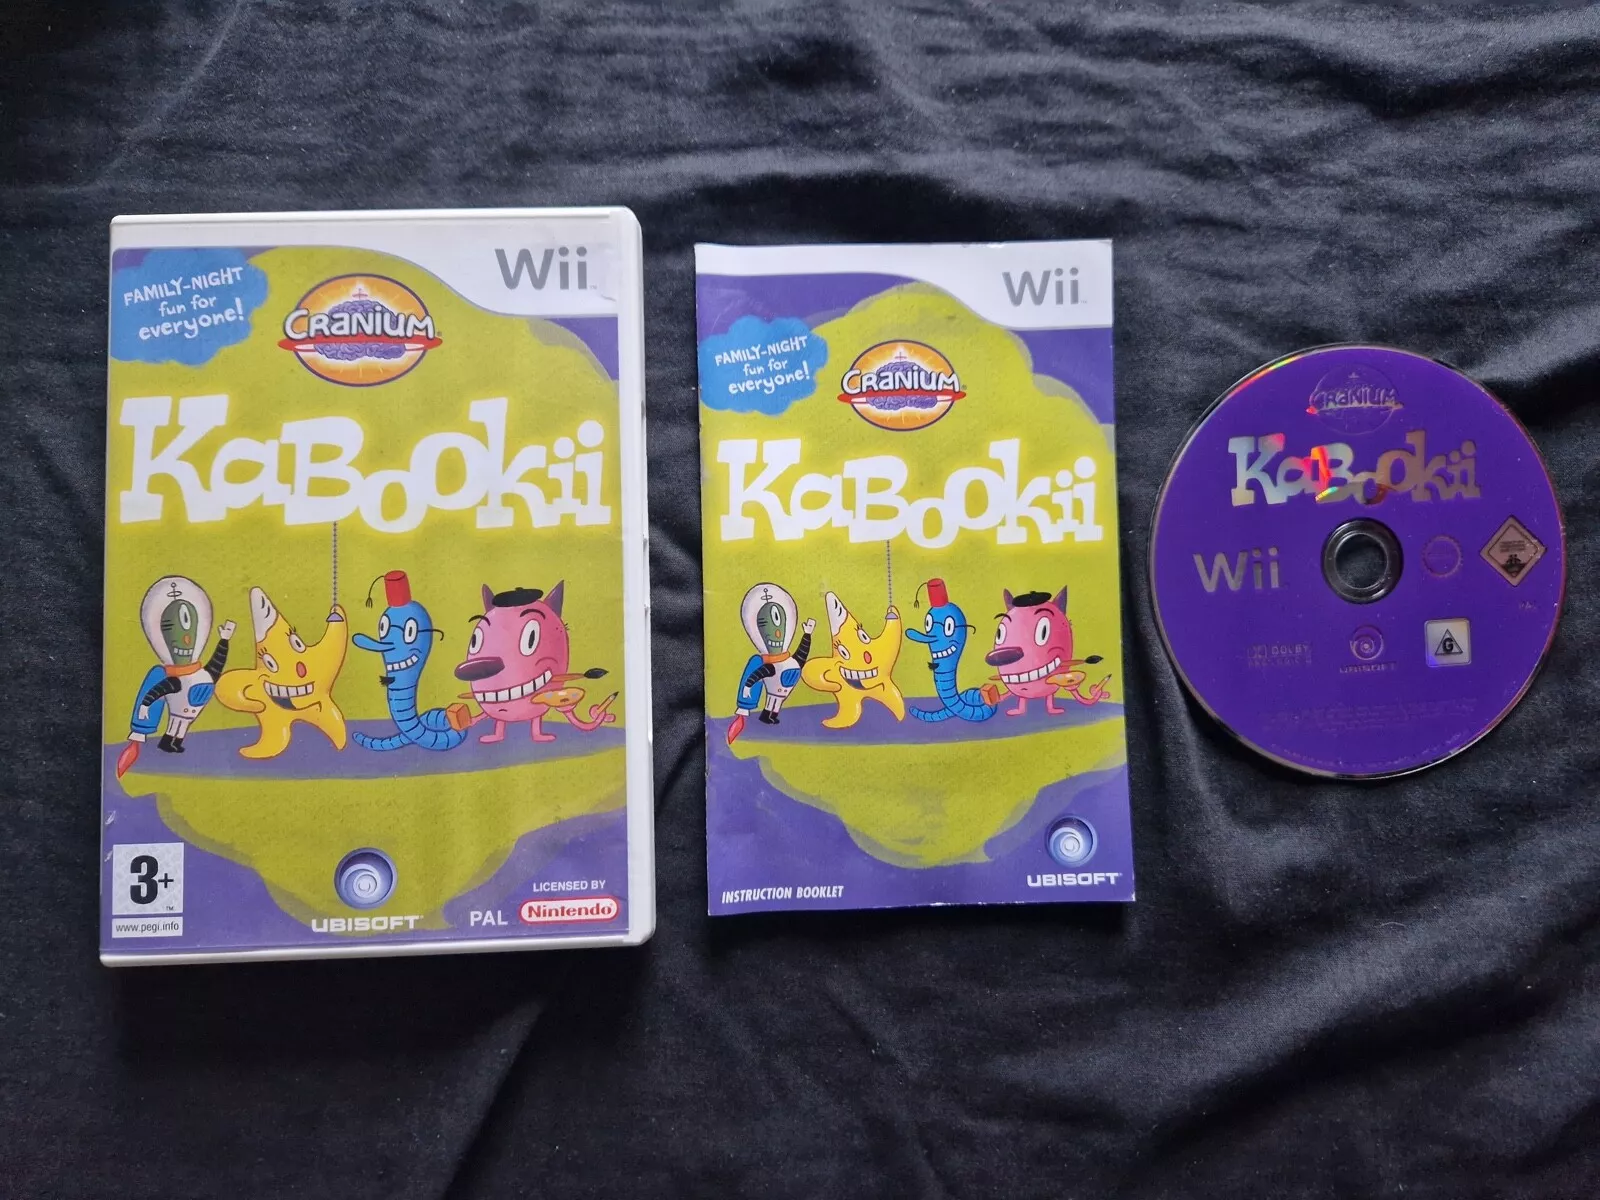 FAMILY-NIGHT
fun for
everyone!
Wii
CRANIUM
KABOOKii
3+
www.pegi.info
UBISOFT
PAL
LICENSED BY
Nintendo
Wii
FAMILY-NIGHT
fun for
everyone!
CRANIUM
KABOOKii
INSTRUCTION BOOKLET
UBISOFT
CRANIUM
KABOOKii
Wii
DOLBY
UBISOFT
G